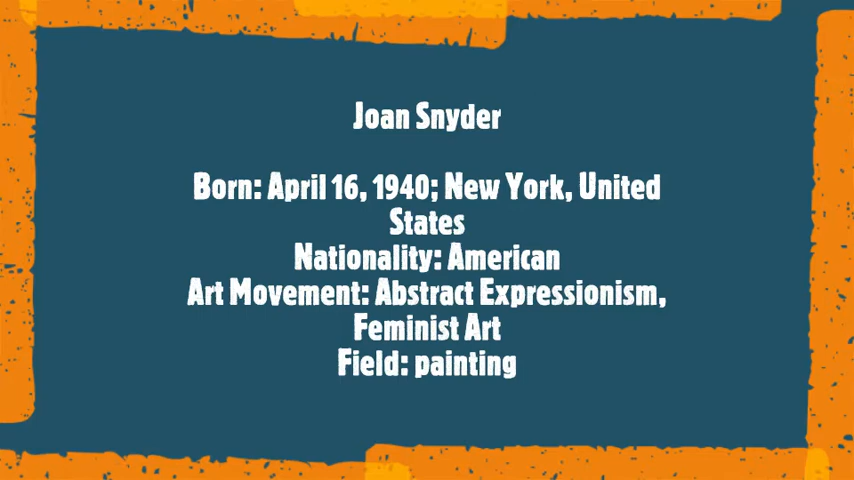 Joan Snyder
Born: April 16, 1940; New York, United
States
Nationality: American
Art Movement: Abstract Expressionism,
Feminist Art
Field: painting